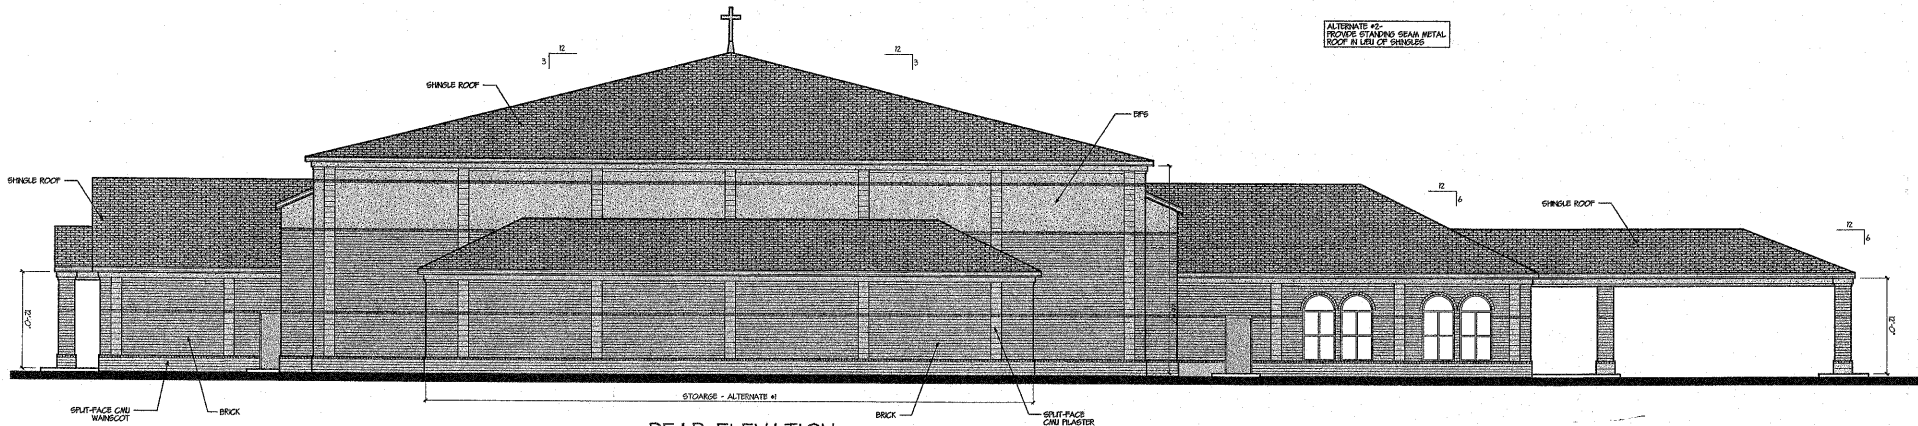 ALTERNATE #2-
PROVIDE STANDING SEAM METAL
ROOF IN LIEU OF SHINGLES
12
3
12
3
SHINGLE ROOF
EIFS
SHINGLE ROOF
12
6
SHINGLE ROOF
12
6
12'-0"
12'-0"
STOARGE - ALTERNATE #1
SPLIT-FACE CMU
WAINSCOT
BRICK
BRICK
SPLIT-FACE
CMU PILASTER
REAR ELEVATION